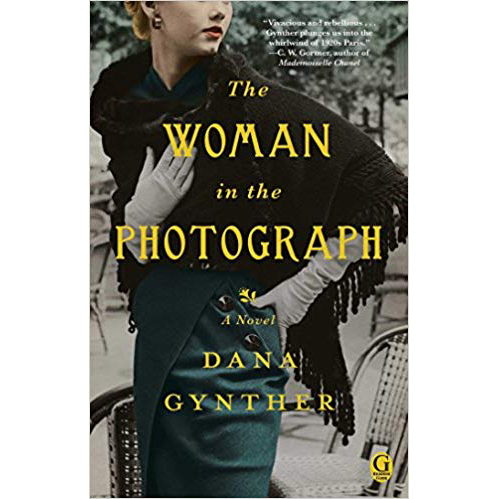 "Vivacious and rebellious . . .
Gynther plunges us into the
whirlwind of 1920s Paris."
—C. W. Gortner, author of
Mademoiselle Chanel
The
WOMAN
in the
PHOTOGRAPH
A Novel
DANA
GYNTHER
G